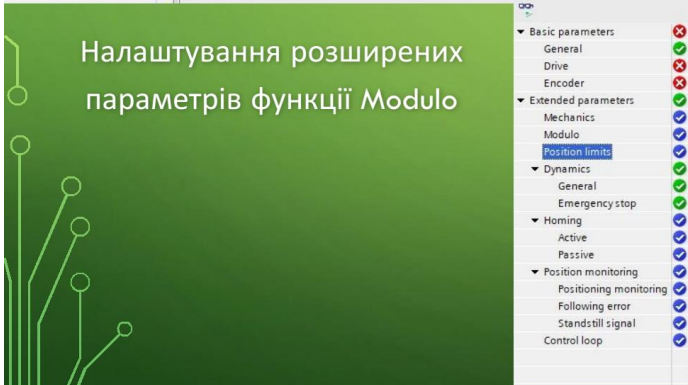 Налаштування розширених
параметрів функції Modulo
Basic parameters
General
Drive
Encoder
Extended parameters
Mechanics
Modulo
Position limits
Dynamics
General
Emergency stop
Homing
Active
Passive
Position monitoring
Positioning monitoring
Following error
Standstill signal
Control loop